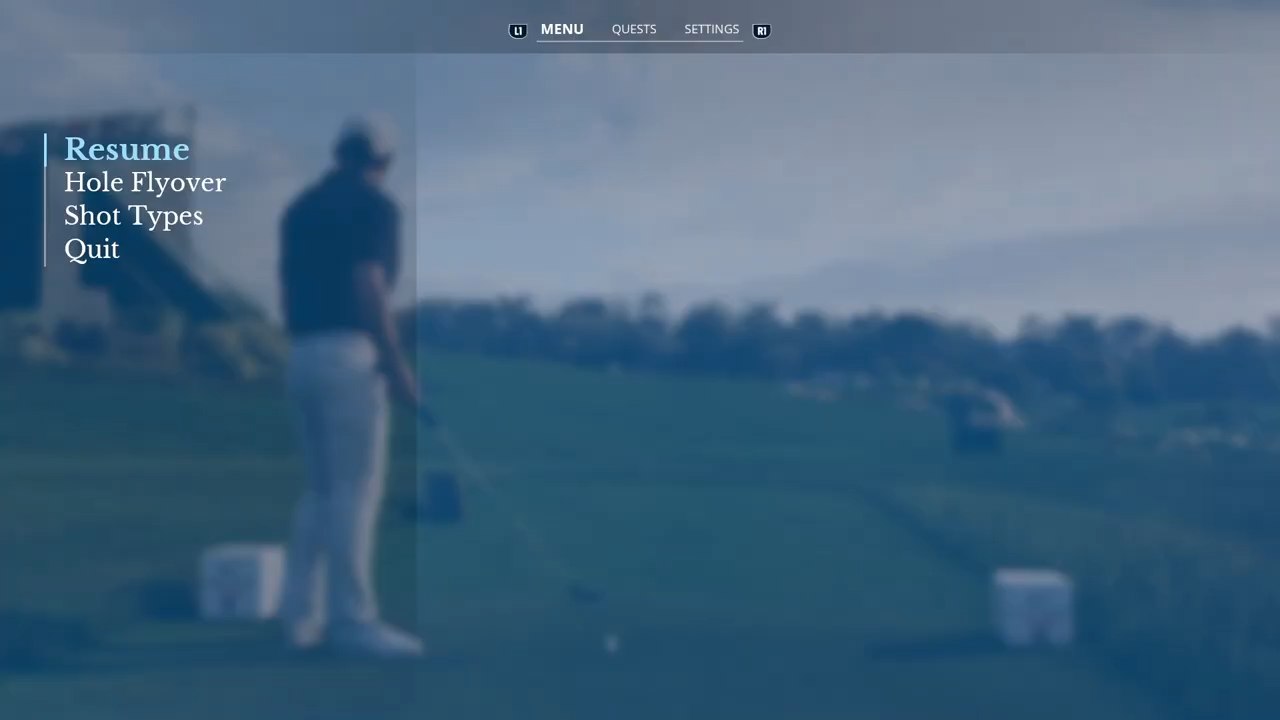 L1 MENU QUESTS SETTINGS R1
Resume
Hole Flyover
Shot Types
Quit